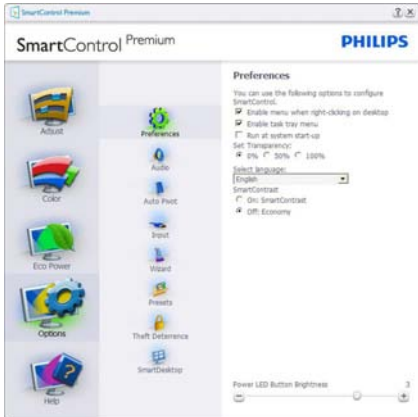 SmartControl Premium
SmartControl Premium
PHILIPS
Adjust
Color
Eco Power
Options
Help
Preferences
Audio
Auto Pivot
Input
Wizard
Presets
Theft Deterrence
SmartDesktop
Preferences
You can use the following options to configure
SmartControl.
Enable menu when right-clicking on desktop
Enable task tray menu
Run at system start-up
Set Transparency:
0% 50% 100%
Select language:
English
SmartContrast
On: SmartContrast
Off: Economy
Power LED Button Brightness 3